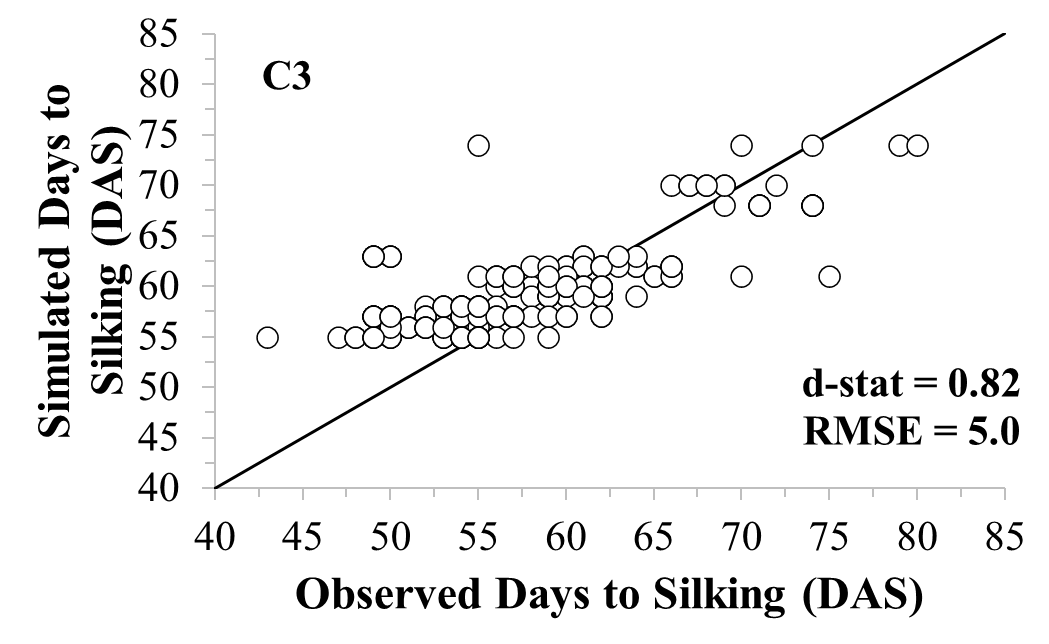 Simulated Days to
Silking (DAS)
85
80
75
70
65
60
55
50
45
40
C3
d-stat = 0.82
RMSE = 5.0
40 45 50 55 60 65 70 75 80 85
Observed Days to Silking (DAS)